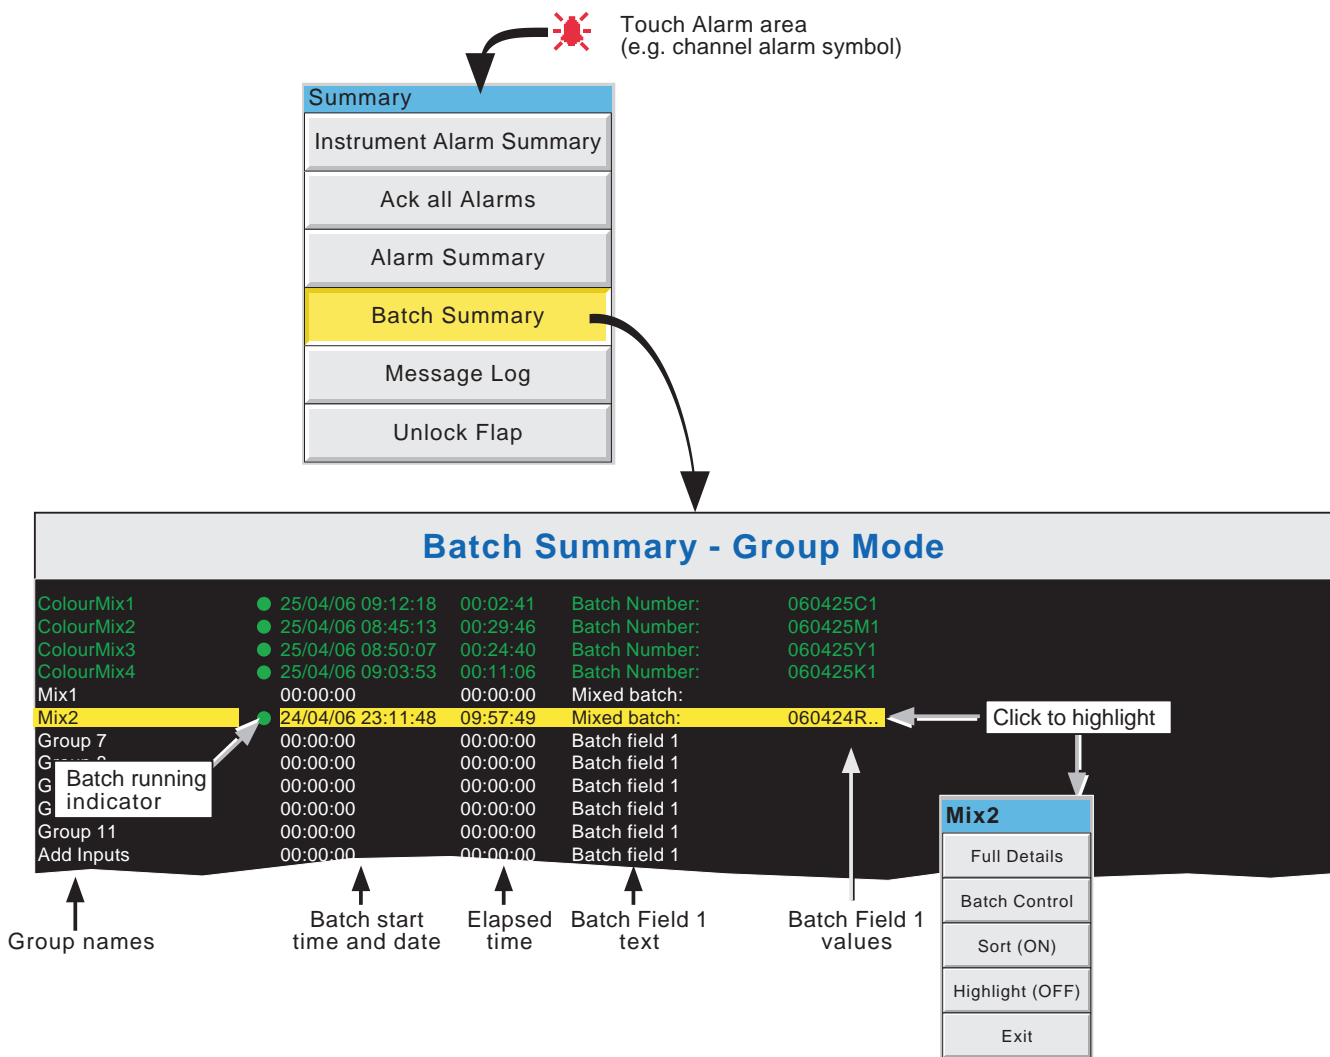 Touch Alarm area
(e.g. channel alarm symbol)
Summary
Instrument Alarm Summary
Ack all Alarms
Alarm Summary
Batch Summary
Message Log
Unlock Flap
Batch Summary - Group Mode
ColourMix1 25/04/06 09:12:18 00:02:41 Batch Number: 060425C1
ColourMix2 25/04/06 08:45:13 00:29:46 Batch Number: 060425M1
ColourMix3 25/04/06 08:50:07 00:24:40 Batch Number: 060425Y1
ColourMix4 25/04/06 09:03:53 00:11:06 Batch Number: 060425K1
Mix1 00:00:00 00:00:00 Mixed batch:
Mix2 24/04/06 23:11:48 09:57:49 Mixed batch: 060424R..
Click to highlight
Group 7 00:00:00 00:00:00 Batch field 1
00:00:00 00:00:00 Batch field 1
G 00:00:00 00:00:00 Batch field 1
G 00:00:00 00:00:00 Batch field 1
Group 11 00:00:00 00:00:00 Batch field 1
Add Inputs 00:00:00 00:00:00 Batch field 1
Batch running
indicator
Mix2
Full Details
Batch Control
Sort (ON)
Highlight (OFF)
Exit
Group names
Batch start
time and date
Elapsed
time
Batch Field 1
text
Batch Field 1
values